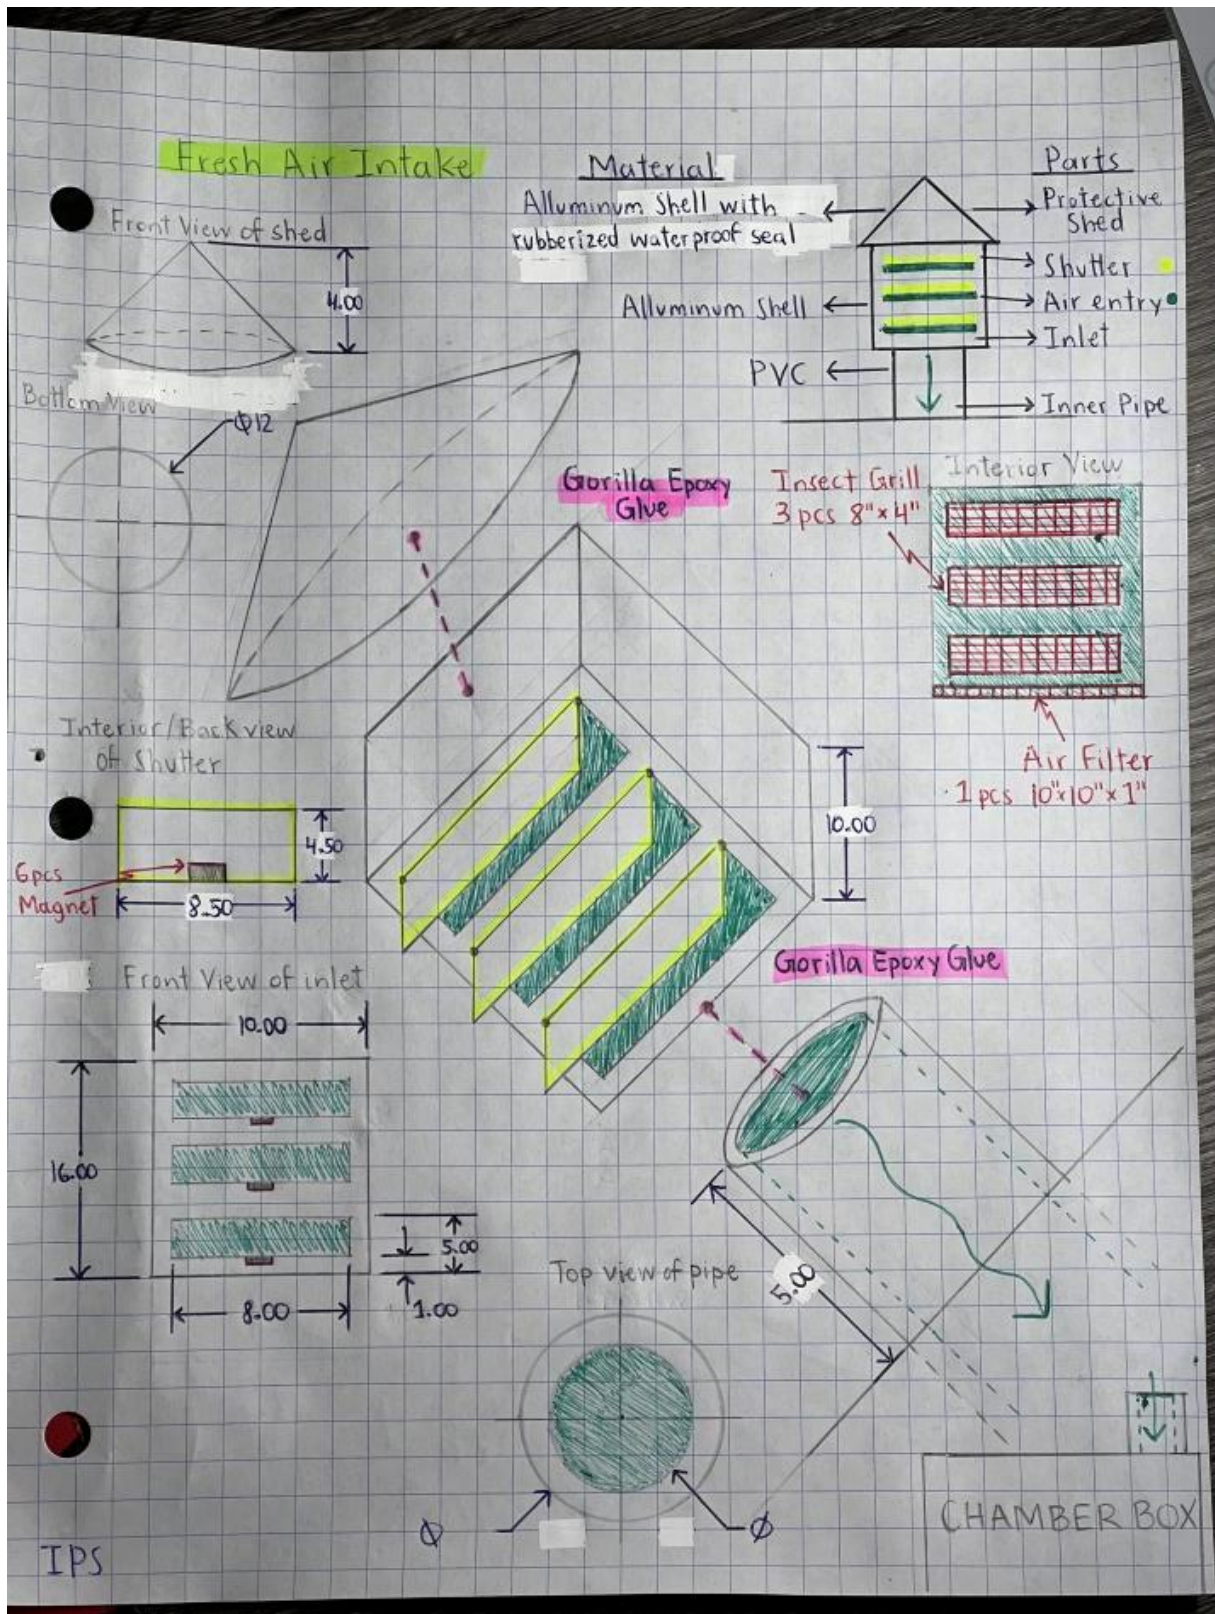 Fresh Air Intake
Material
Alluminum Shell with
rubberized waterproof seal
Alluminum Shell
PVC
Parts
Protective
Shed
Shutter
Air entry
Inlet
Inner Pipe
Front View of shed
4.00
Bottom View
Φ12
Gorilla Epoxy
Glue
Insect Grill
3 pcs 8"x4"
Interior View
Air Filter
1 pcs 10"x10"x1"
Interior/Back view
of Shutter
4.50
6pcs
Magnet
8.50
10.00
Gorilla Epoxy Glue
Front View of inlet
10.00
16.00
5.00
1.00
8.00
Top view of pipe
5.00
Φ
Φ
CHAMBER BOX
IPS